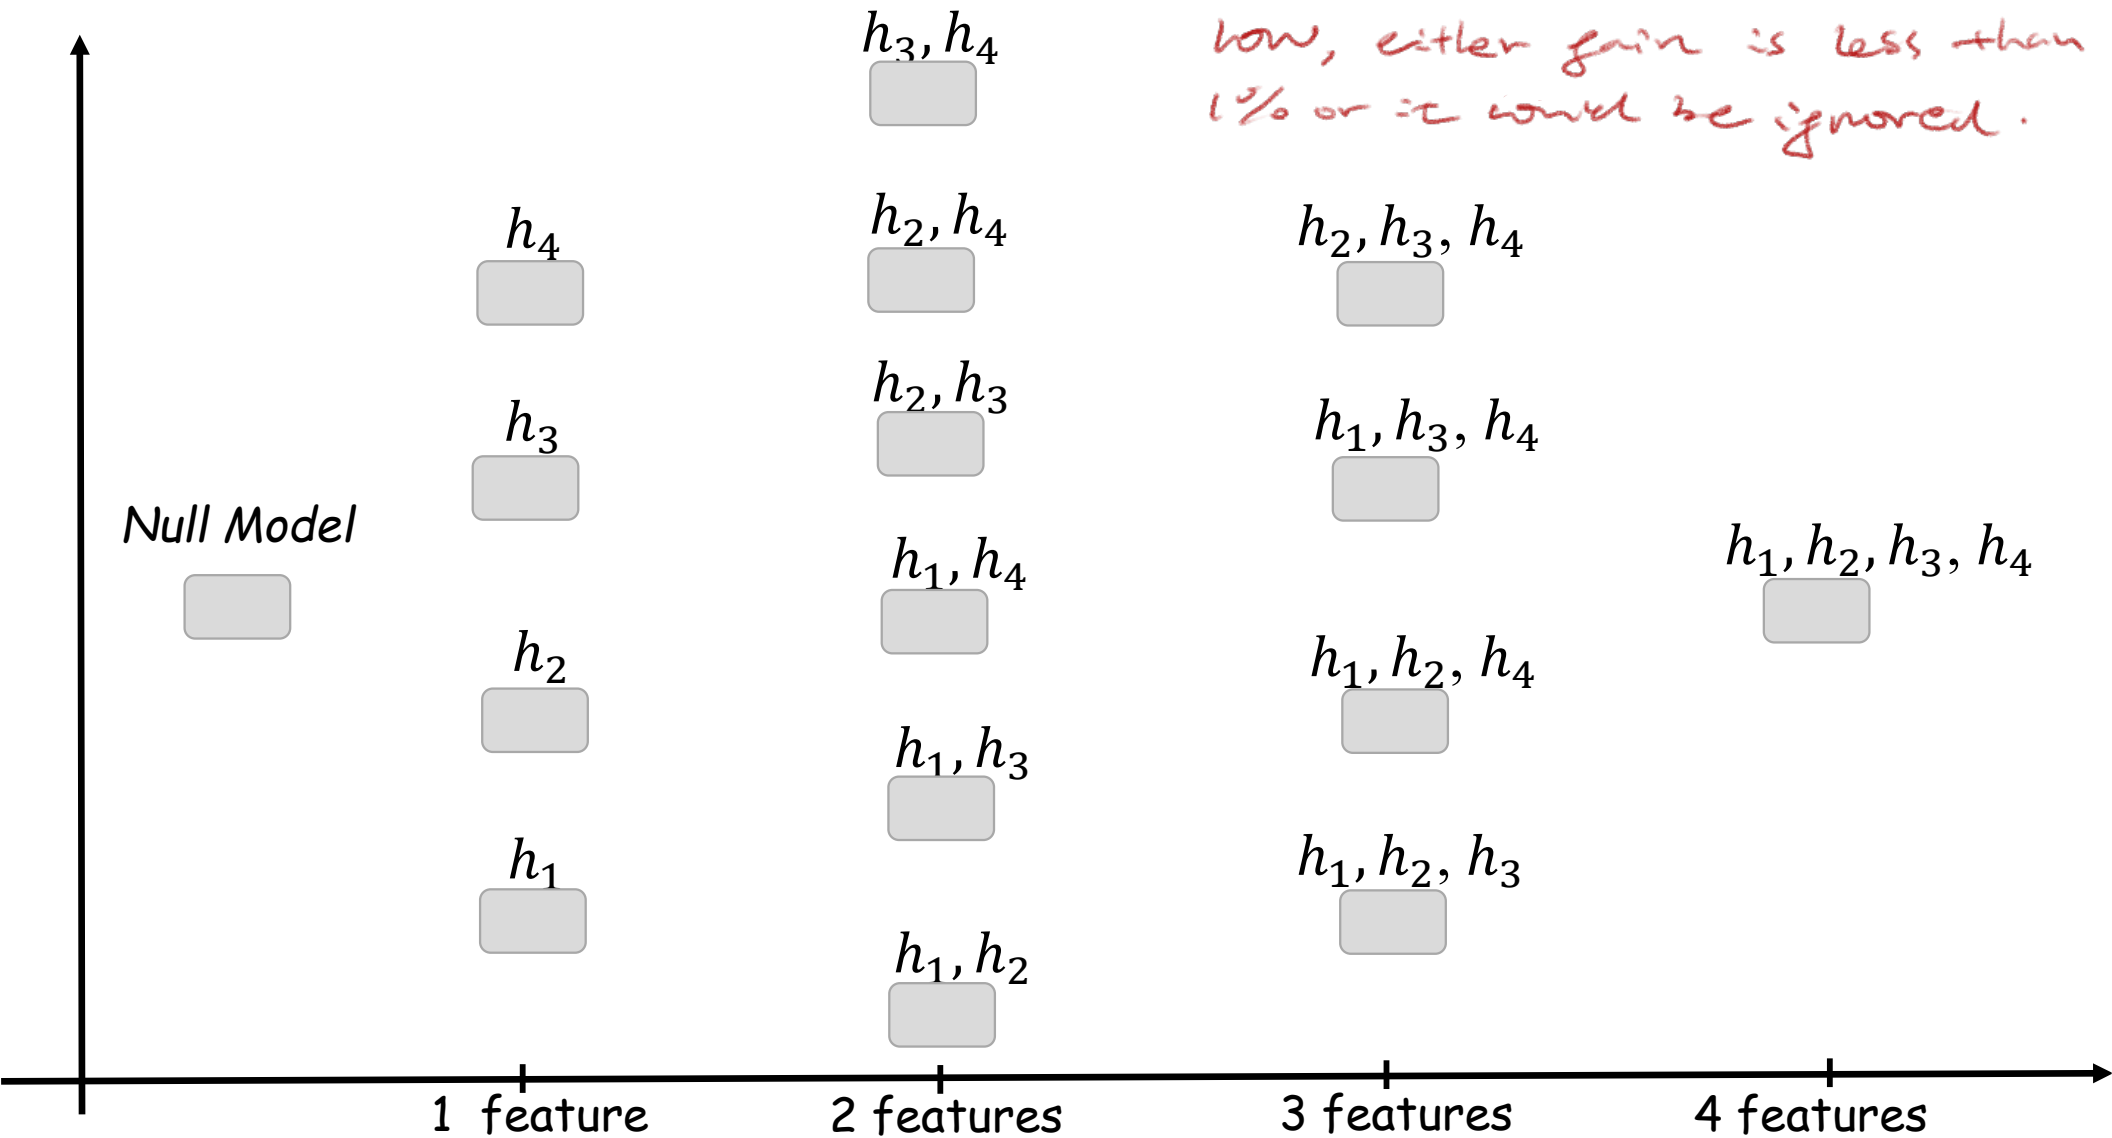 h₃, h₄
low, either gain is less than
1% or it could be ignored.
h₄
h₂, h₄
h₂, h₃, h₄
h₃
h₂, h₃
h₁, h₃, h₄
Null Model
h₁, h₄
h₁, h₂, h₃, h₄
h₂
h₁, h₃
h₁, h₂, h₄
h₁
h₁, h₂
h₁, h₂, h₃
1 feature
2 features
3 features
4 features